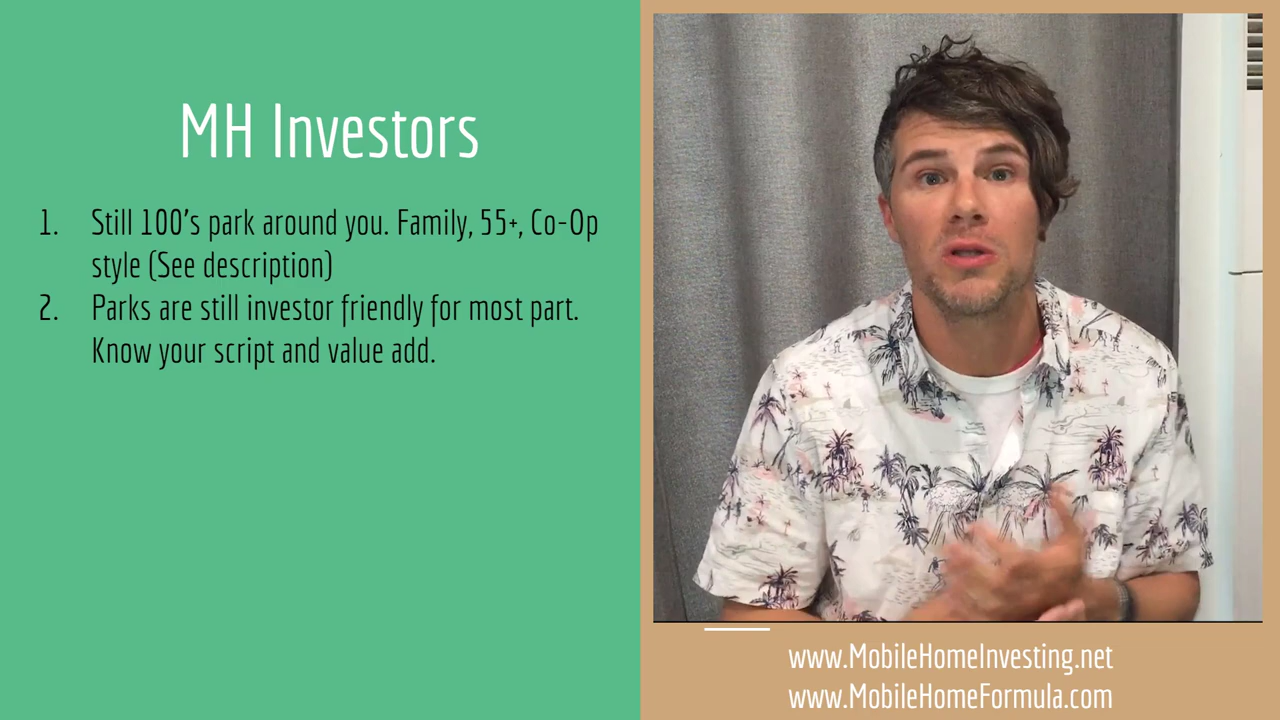 MH Investors
1. Still 100's park around you. Family, 55+, Co-Op
style (See description)
2. Parks are still investor friendly for most part.
Know your script and value add.
www.MobileHomeInvesting.net
www.MobileHomeFormula.com